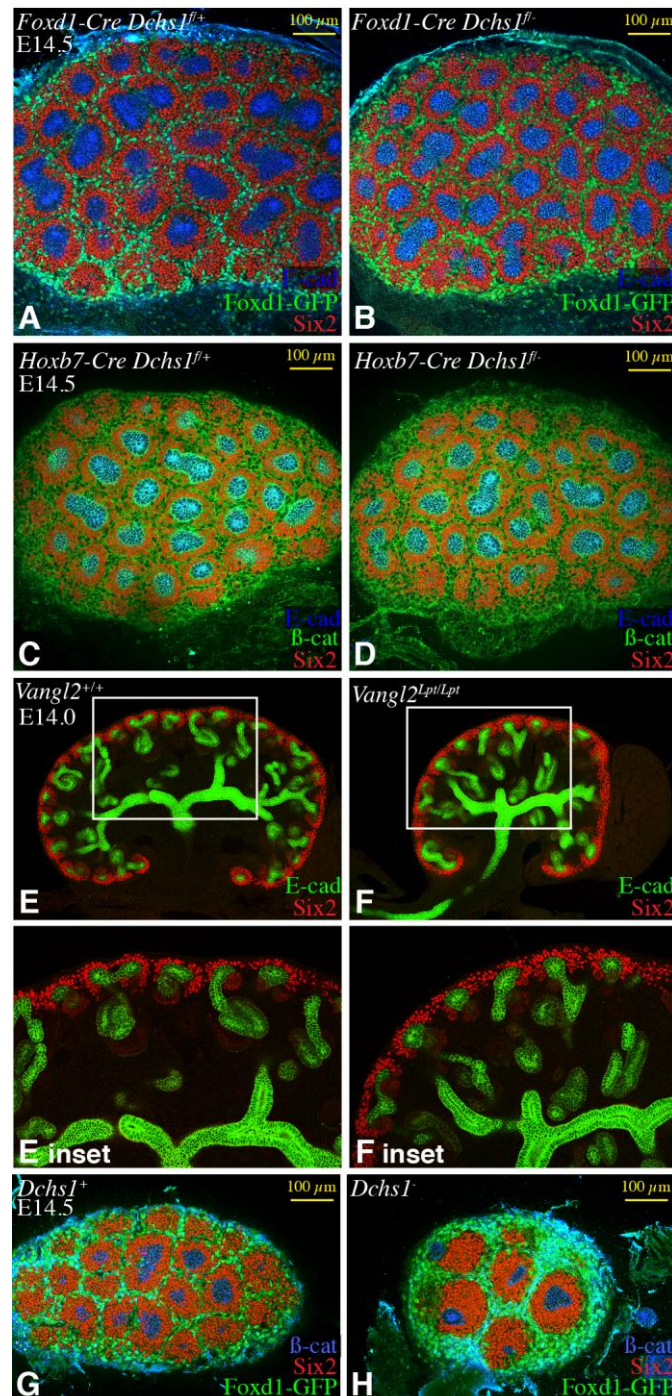 Foxd1-Cre Dchs1f/+
100 µm
E14.5
E-cad
Foxd1-GFP
A
Six2
Foxd1-Cre Dchs1f/-
100 µm
E-cad
Foxd1-GFP
B
Six2
Hoxb7-Cre Dchs1f/+
100 µm
E14.5
E-cad
ß-cat
C
Six2
Hoxb7-Cre Dchs1f/-
100 µm
E-cad
ß-cat
D
Six2
Vangl2+/+
E14.0
E-cad
E
Six2
Vangl2Lpt/Lpt
E-cad
F
Six2
E inset
F inset
Dchs1+
100 µm
E14.5
ß-cat
Six2
G
Foxd1-GFP
Dchs1-
100 µm
ß-cat
Six2
H
Foxd1-GFP